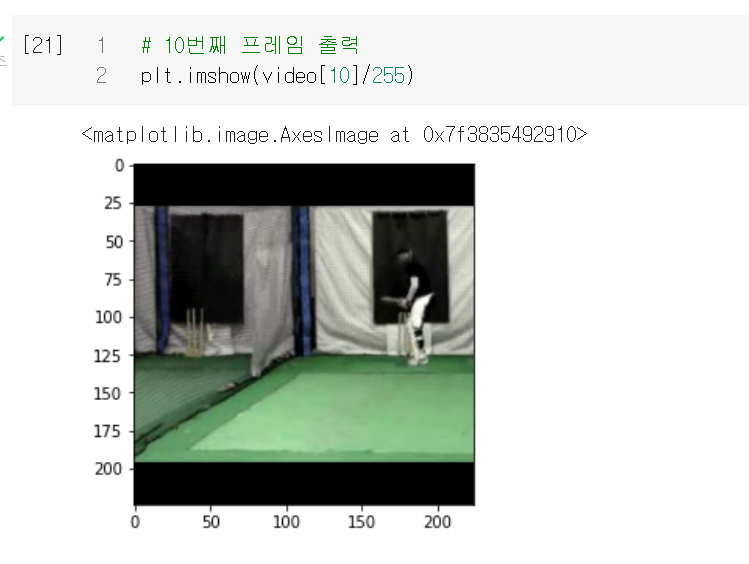 [21] 1 # 10번째 프레임 출력
2 plt.imshow(video[10]/255)
<matplotlib.image.AxesImage at 0x7f3835492910>
0
25
50
75
100
125
150
175
200
0 50 100 150 200